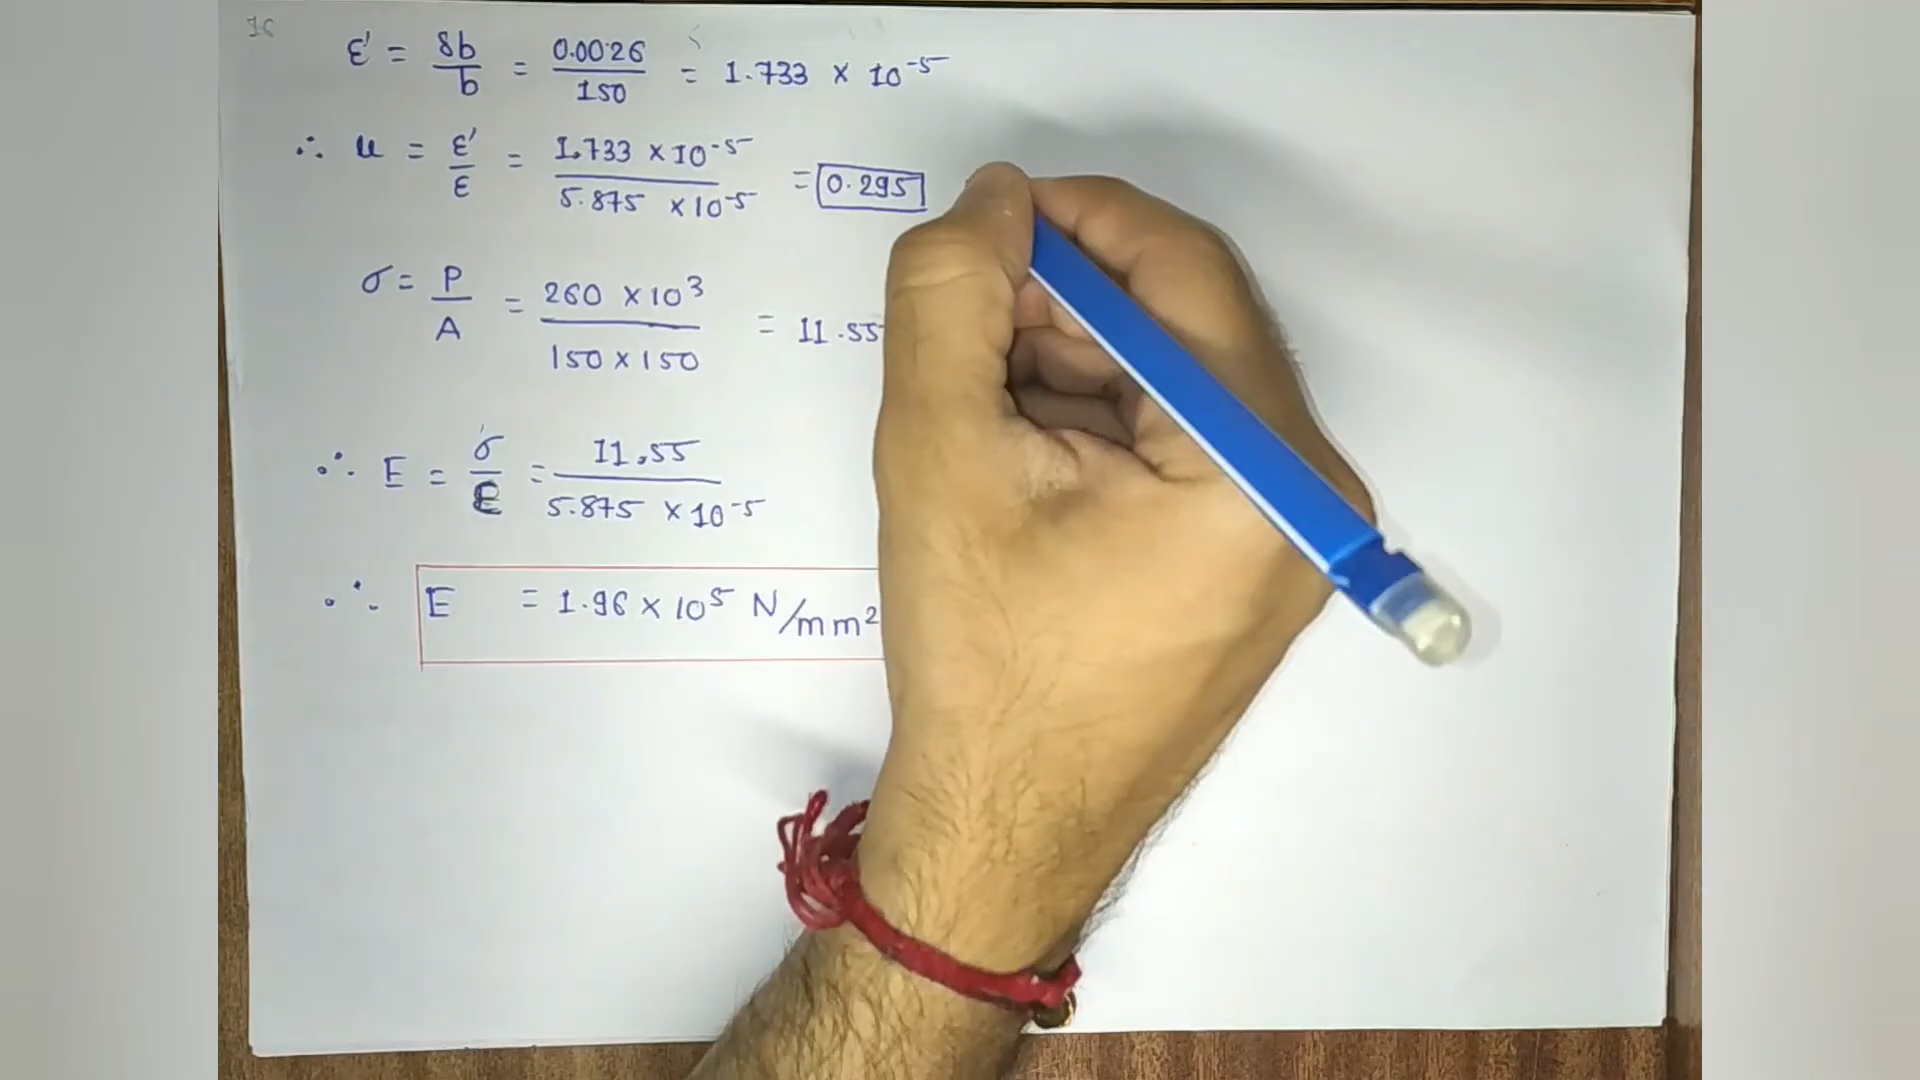 16
ε' = δb/b = 0.0026/150 = 1.733 × 10⁻⁵
∴ u = ε'/ε = 1.733 × 10⁻⁵/5.875 × 10⁻⁵ = 0.295
σ = P/A = 260 × 10³/150 × 150 = 11.55
∴ E = σ/ε = 11.55/5.875 × 10⁻⁵
∴ E = 1.96 × 10⁵ N/mm²